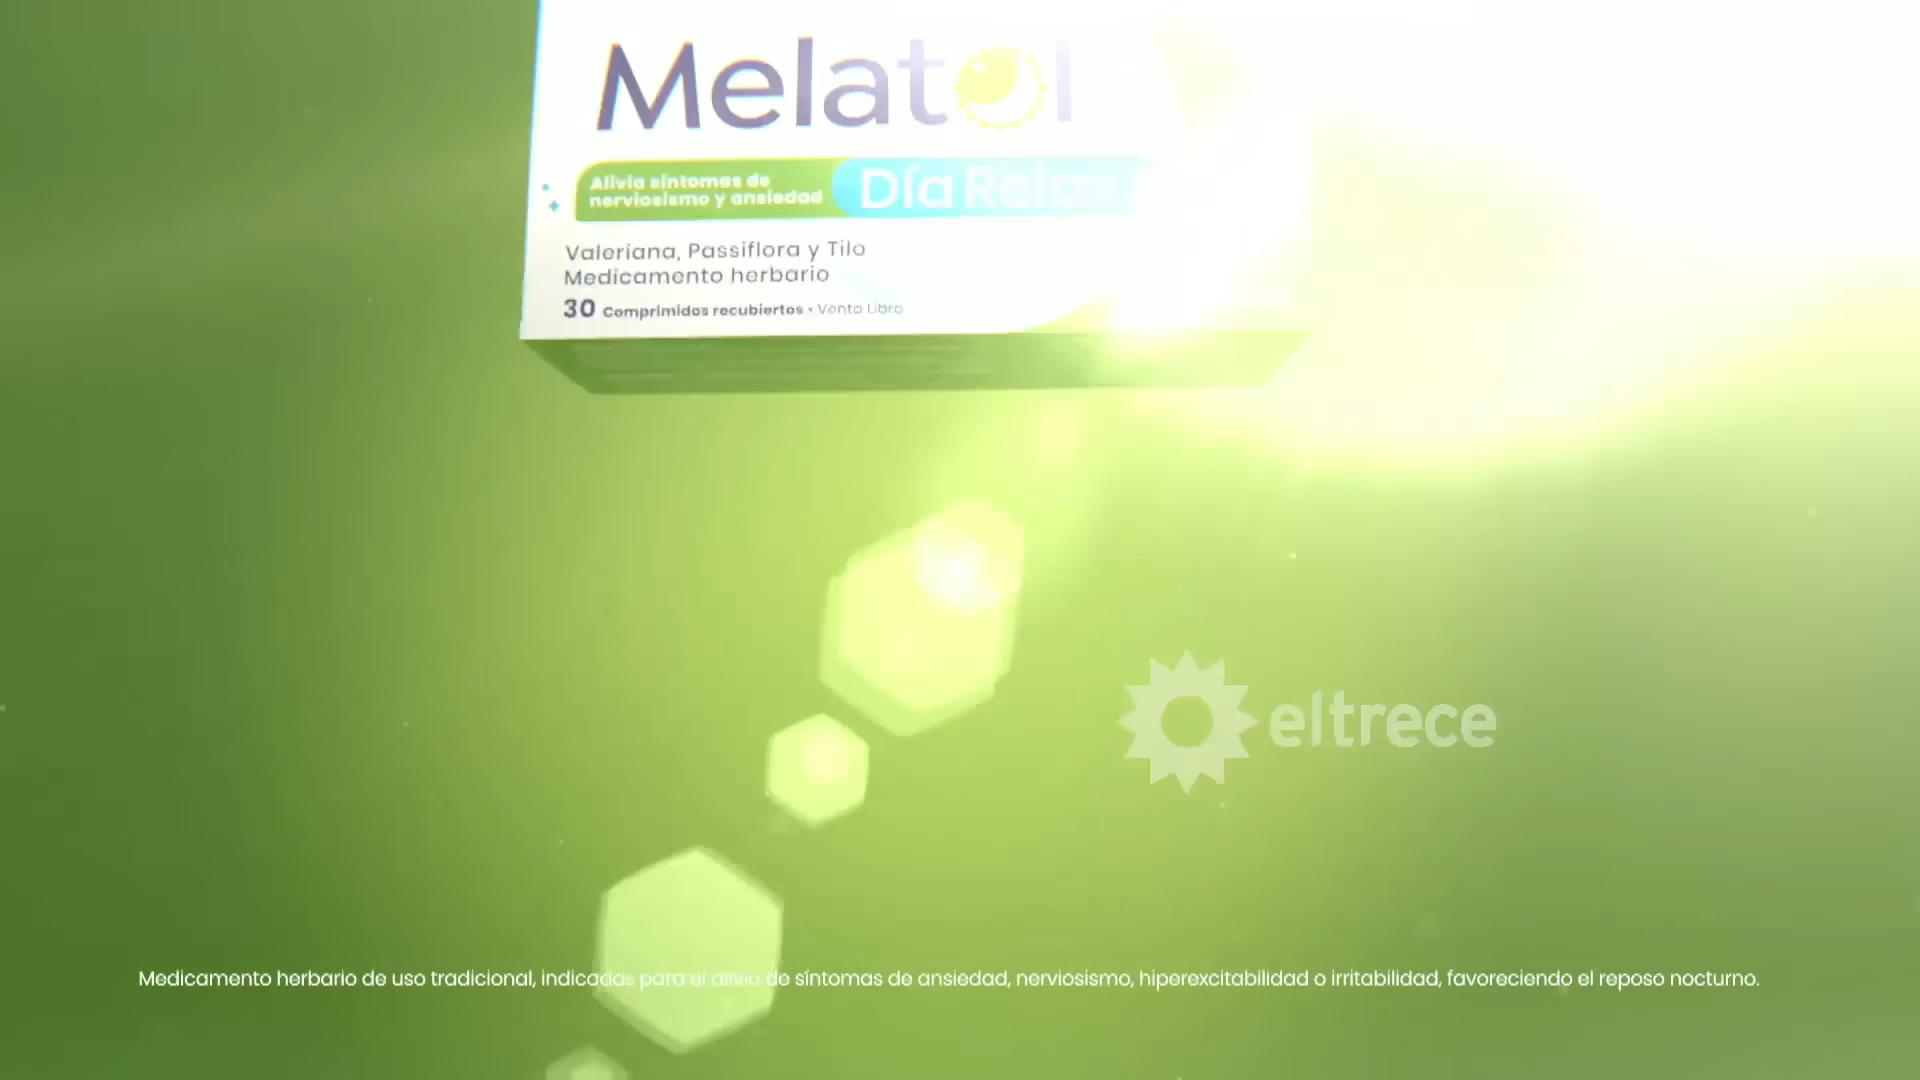 Melatol
Alivia síntomas de
nerviosismo y ansiedad
Día Relax
Valeriana, Passiflora y Tilo
Medicamento herbario
30 Comprimidos recubiertos • Venta Libre
eltrece
Medicamento herbario de uso tradicional, indicados para el alivio de síntomas de ansiedad, nerviosismo, hiperexcitabilidad o irritabilidad, favoreciendo el reposo nocturno.